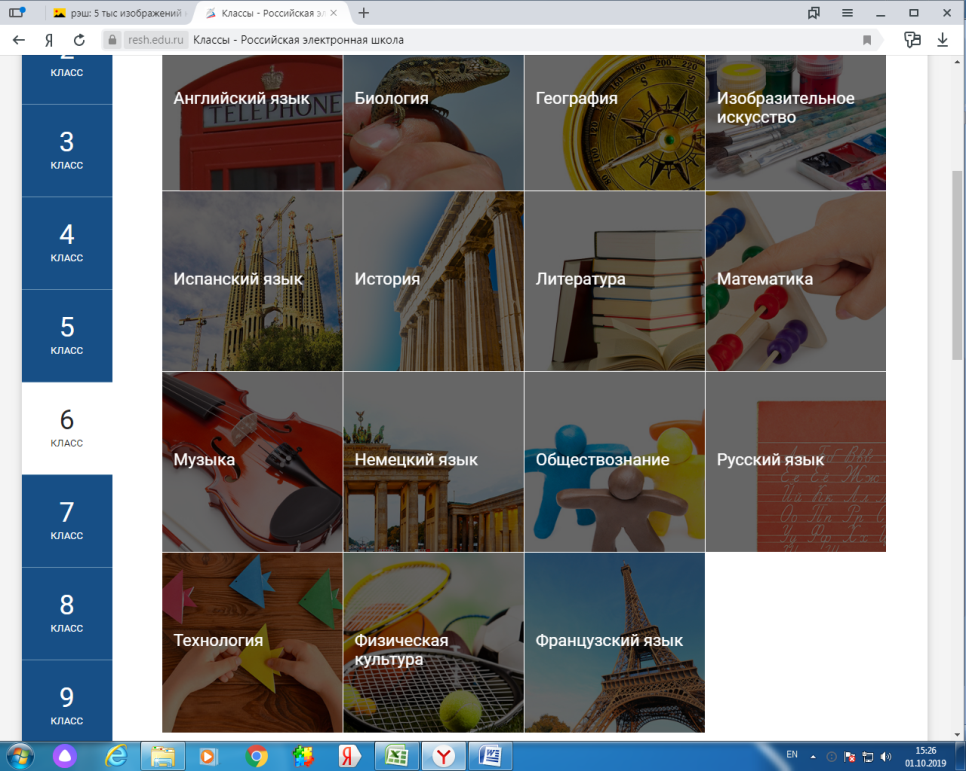 рэш: 5 тыс изображений
Классы - Российская эл
resh.edu.ru Классы - Российская электронная школа
КЛАСС
3
КЛАСС
4
КЛАСС
5
КЛАСС
6
КЛАСС
7
КЛАСС
8
КЛАСС
9
КЛАСС
Английский язык
TELEPHONE
Биология
География
Изобразительное
искусство
Испанский язык
История
Литература
Математика
Музыка
Немецкий язык
Обществознание
Русский язык
Технология
Физическая
культура
Французский язык
EN
15:26
01.10.2019